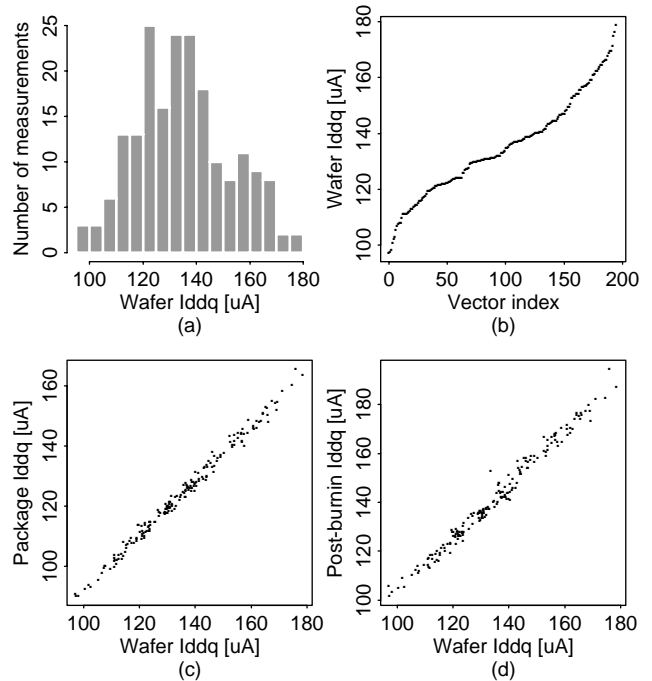 Number of measurements
0 5 10 15 20 25
100 120 140 160 180
Wafer Iddq [uA]
(a)
Wafer Iddq [uA]
100 120 140 160 180
0 50 100 150 200
Vector index
(b)
Package Iddq [uA]
100 120 140 160
100 120 140 160 180
Wafer Iddq [uA]
(c)
Post-burnin Iddq [uA]
100 120 140 160 180
100 120 140 160 180
Wafer Iddq [uA]
(d)